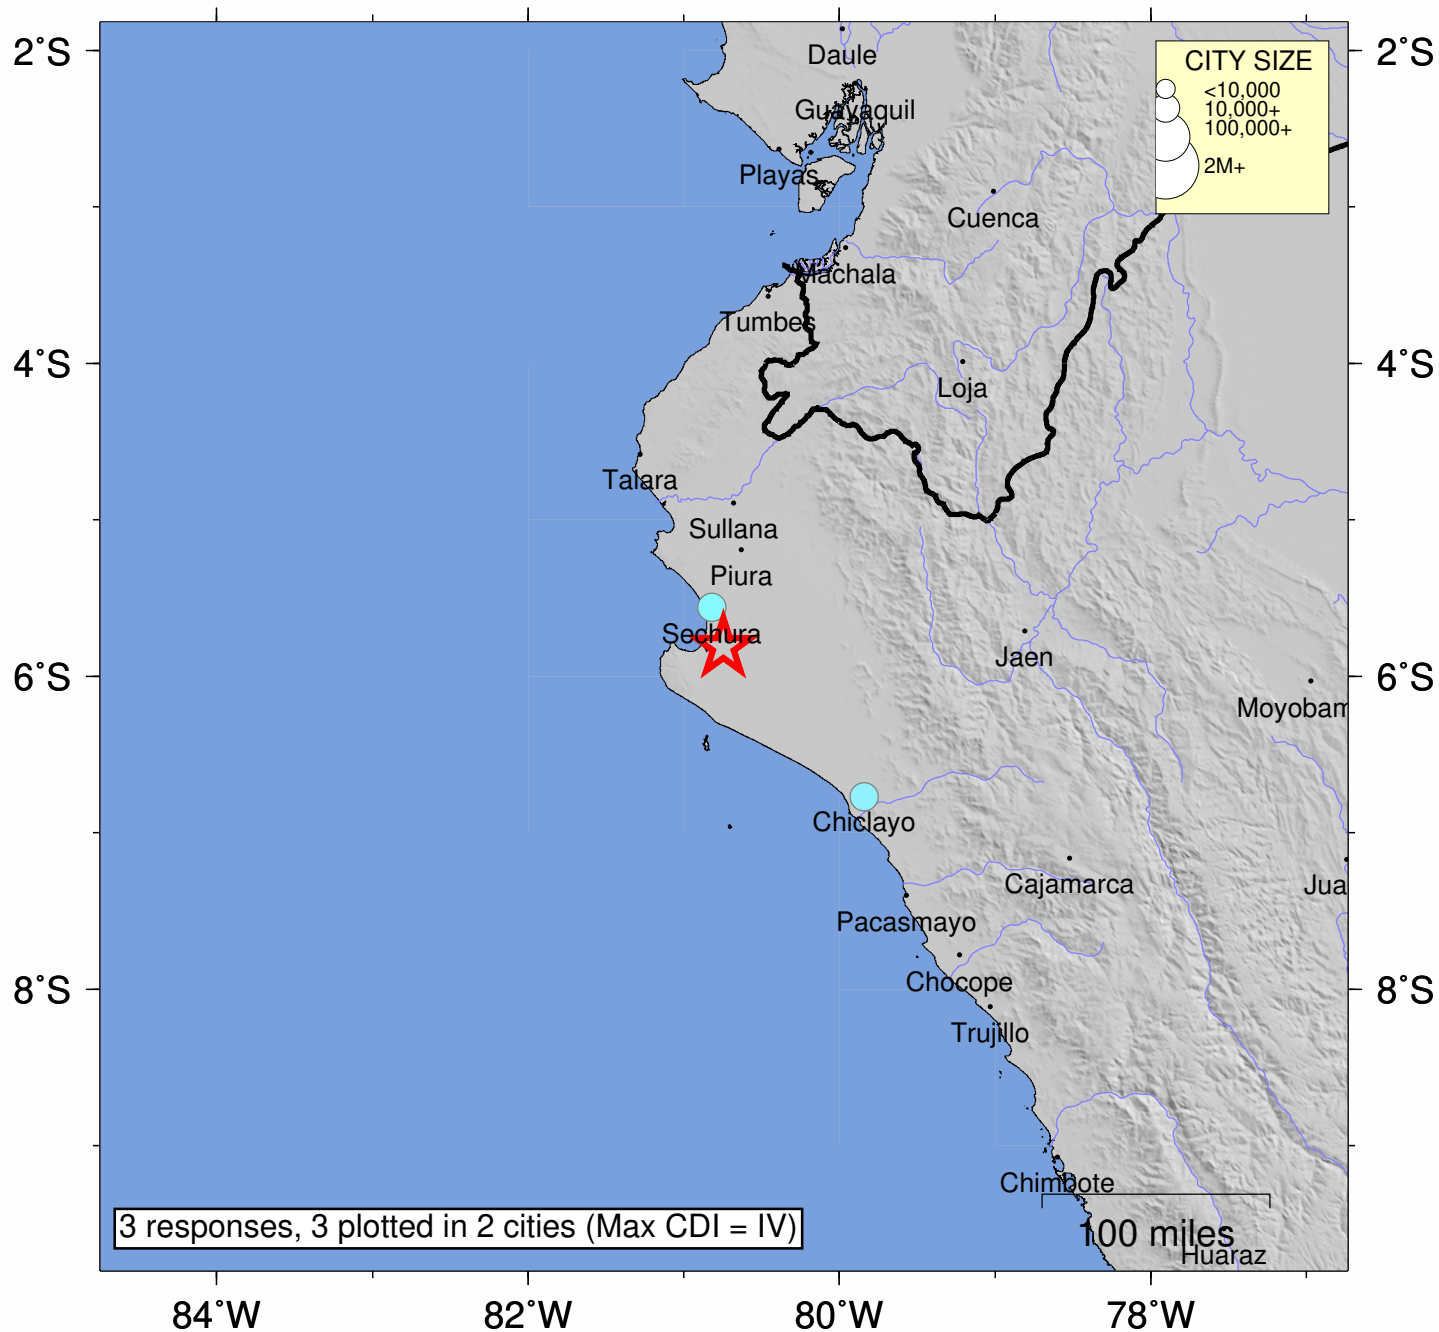 2°S
2°S
Daule
CITY SIZE
<10,000
10,000+
100,000+
2M+
Guayaquil
Playas
Cuenca
Machala
Tumbes
4°S
4°S
Loja
Talara
Sullana
Piura
Sechura
Jaen
6°S
6°S
Moyobam
Chiclayo
Cajamarca
Jua
Pacasmayo
Chocope
8°S
8°S
Trujillo
Chimbote
3 responses, 3 plotted in 2 cities (Max CDI = IV)
100 miles
Huaraz
84°W
82°W
80°W
78°W